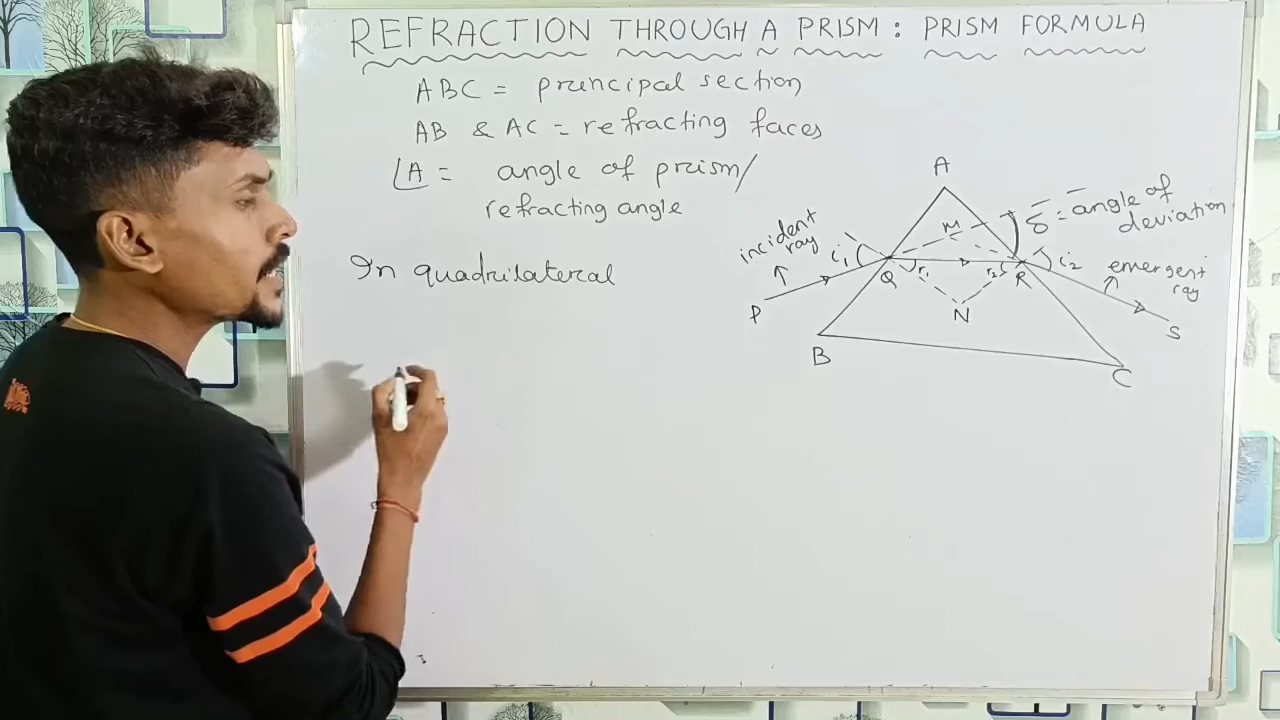 REFRACTION THROUGH A PRISM : PRISM FORMULA
ABC = principal section
AB & AC = refracting faces
∠A = angle of prism/
refracting angle
In quadrilateral
A
M
δ = angle of
deviation
incident
ray
i₁
r₁
r₂
i₂
emergent
ray
P
Q
R
S
N
B
C